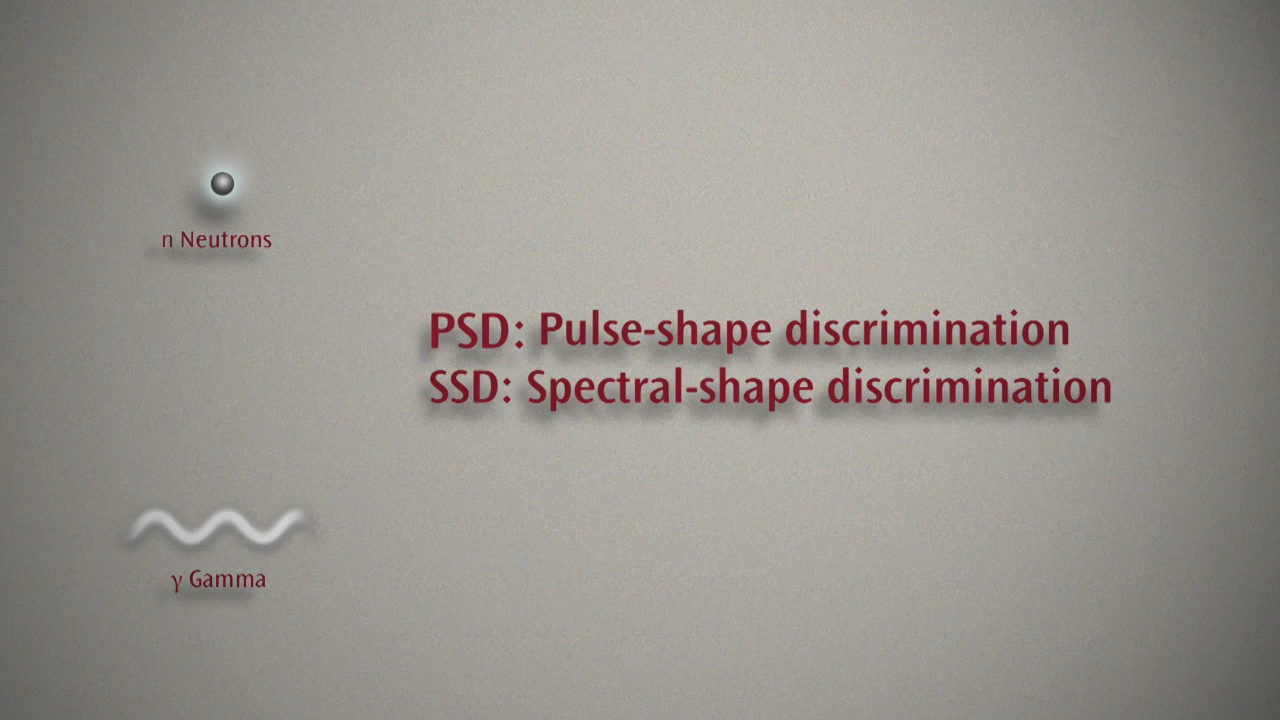 n Neutrons
PSD: Pulse-shape discrimination
SSD: Spectral-shape discrimination
γ Gamma